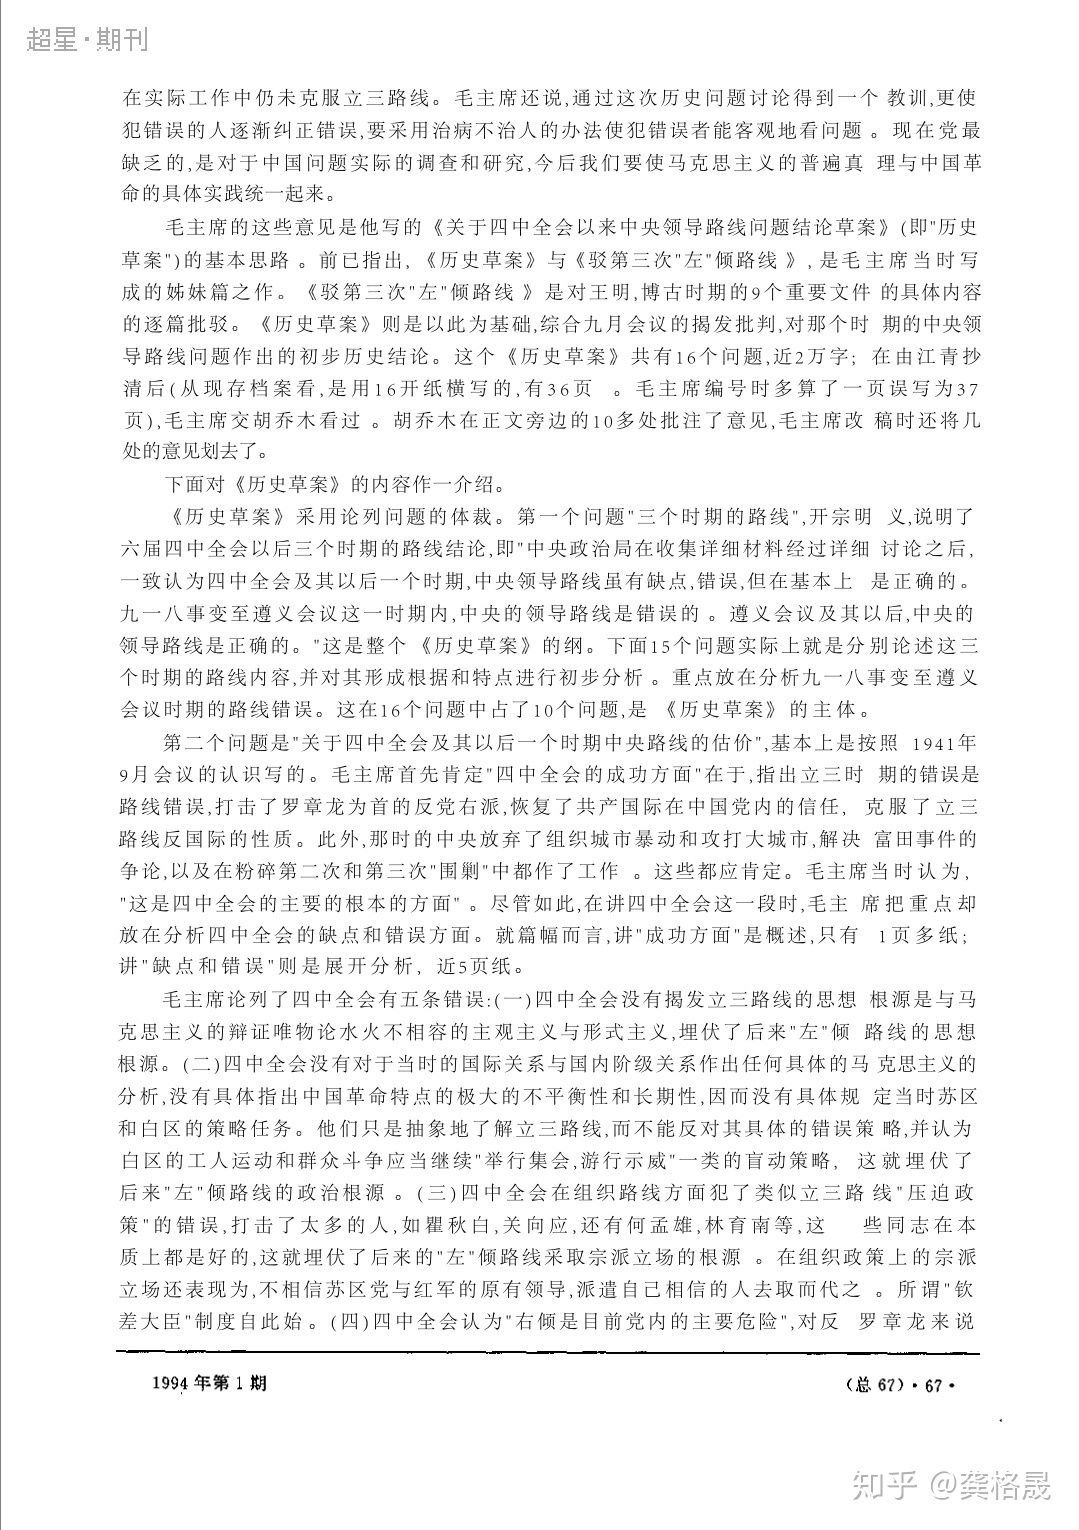 超星·期刊
在实际工作中仍未克服立三路线。毛主席还说,通过这次历史问题讨论得到一个 教训,更使
犯错误的人逐渐纠正错误,要采用治病不治人的办法使犯错误者能客观地看问题 。现在党最
缺乏的,是对于中国问题实际的调查和研究,今后我们要使马克思主义的普遍真 理与中国革
命的具体实践统一起来。
毛主席的这些意见是他写的《关于四中全会以来中央领导路线问题结论草案》(即"历史
草案")的基本思路 。前已指出, 《历史草案》与《驳第三次"左"倾路线 》, 是毛主席当时写
成的姊妹篇之作。《驳第三次"左"倾路线 》是对王明,博古时期的9个重要文件 的具体内容
的逐篇批驳。《历史草案》则是以此为基础,综合九月会议的揭发批判,对那个时 期的中央领
导路线问题作出的初步历史结论。这个《历史草案》共有16个问题,近2万字; 在由江青抄
清后(从现存档案看,是用16开纸横写的,有36页 。毛主席编号时多算了一页误写为37
页),毛主席交胡乔木看过 。胡乔木在正文旁边的10多处批注了意见,毛主席改 稿时还将几
处的意见划去了。
下面对《历史草案》的内容作一介绍。
《历史草案》采用论列问题的体裁。第一个问题"三个时期的路线",开宗明 义,说明了
六届四中全会以后三个时期的路线结论,即"中央政治局在收集详细材料经过详细 讨论之后,
一致认为四中全会及其以后一个时期,中央领导路线虽有缺点,错误,但在基本上 是正确的。
九一八事变至遵义会议这一时期内,中央的领导路线是错误的 。遵义会议及其以后,中央的
领导路线是正确的。"这是整个 《历史草案》的纲。下面15个问题实际上就是分别论述这三
个时期的路线内容,并对其形成根据和特点进行初步分析 。重点放在分析九一八事变至遵义
会议时期的路线错误。这在16个问题中占了10个问题,是 《历史草案》的主体。
第二个问题是"关于四中全会及其以后一个时期中央路线的估价",基本上是按照 1941年
9月会议的认识写的。毛主席首先肯定"四中全会的成功方面"在于,指出立三时 期的错误是
路线错误,打击了罗章龙为首的反党右派,恢复了共产国际在中国党内的信任, 克服了立三
路线反国际的性质。此外,那时的中央放弃了组织城市暴动和攻打大城市,解决 富田事件的
争论,以及在粉碎第二次和第三次"围剿"中都作了工作 。这些都应肯定。毛主席当时认为,
"这是四中全会的主要的根本的方面" 。尽管如此,在讲四中全会这一段时,毛主 席把重点却
放在分析四中全会的缺点和错误方面。就篇幅而言,讲"成功方面"是概述,只有 1页多纸;
讲"缺点和错误"则是展开分析, 近5页纸。
毛主席论列了四中全会有五条错误:(一)四中全会没有揭发立三路线的思想 根源是与马
克思主义的辩证唯物论水火不相容的主观主义与形式主义,埋伏了后来"左"倾 路线的思想
根源。(二)四中全会没有对于当时的国际关系与国内阶级关系作出任何具体的马 克思主义的
分析,没有具体指出中国革命特点的极大的不平衡性和长期性,因而没有具体规 定当时苏区
和白区的策略任务。他们只是抽象地了解立三路线,而不能反对其具体的错误策 略,并认为
白区的工人运动和群众斗争应当继续"举行集会,游行示威"一类的盲动策略, 这就埋伏了
后来"左"倾路线的政治根源 。(三)四中全会在组织路线方面犯了类似立三路 线"压迫政
策"的错误,打击了太多的人,如瞿秋白,关向应,还有何孟雄,林育南等,这 些同志在本
质上都是好的,这就埋伏了后来的"左"倾路线采取宗派立场的根源 。在组织政策上的宗派
立场还表现为,不相信苏区党与红军的原有领导,派遣自己相信的人去取而代之 。所谓"钦
差大臣"制度自此始。(四)四中全会认为"右倾是目前党内的主要危险",对反 罗章龙来说
1994年第1期 (总67)·67·
知乎 @龚格晟